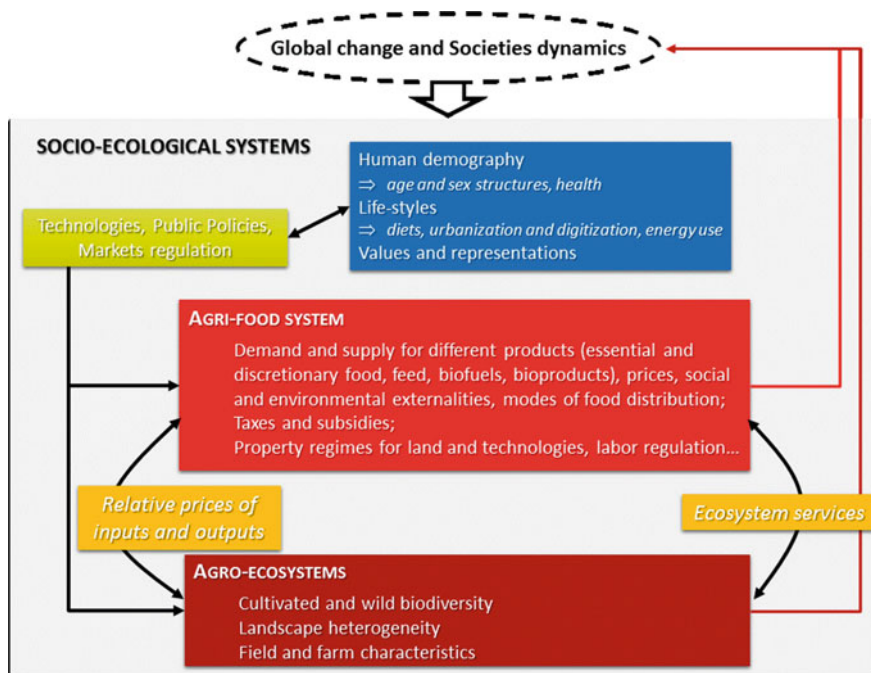 Global change and Societies dynamics
SOCIO-ECOLOGICAL SYSTEMS
Human demography
⇒ age and sex structures, health
Life-styles
⇒ diets, urbanization and digitization, energy use
Values and representations
Technologies, Public Policies,
Markets regulation
AGRI-FOOD SYSTEM
Demand and supply for different products (essential and
discretionary food, feed, biofuels, bioproducts), prices, social
and environmental externalities, modes of food distribution;
Taxes and subsidies;
Property regimes for land and technologies, labor regulation...
Relative prices of
inputs and outputs
Ecosystem services
AGRO-ECOSYSTEMS
Cultivated and wild biodiversity
Landscape heterogeneity
Field and farm characteristics